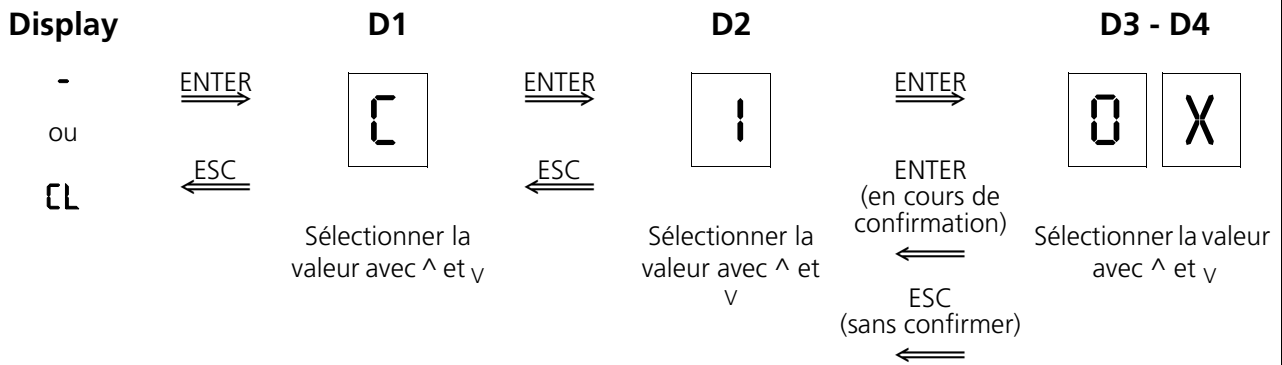 Display D1 D2 D3 - D4
- ENTER C ENTER 1 ENTER 0 X
ou
CL ESC ESC ENTER
(en cours de
confirmation)
Sélectionner la
valeur avec ^ et v
Sélectionner la
valeur avec ^ et
v
Sélectionner la valeur
avec ^ et v
ESC
(sans confirmer)